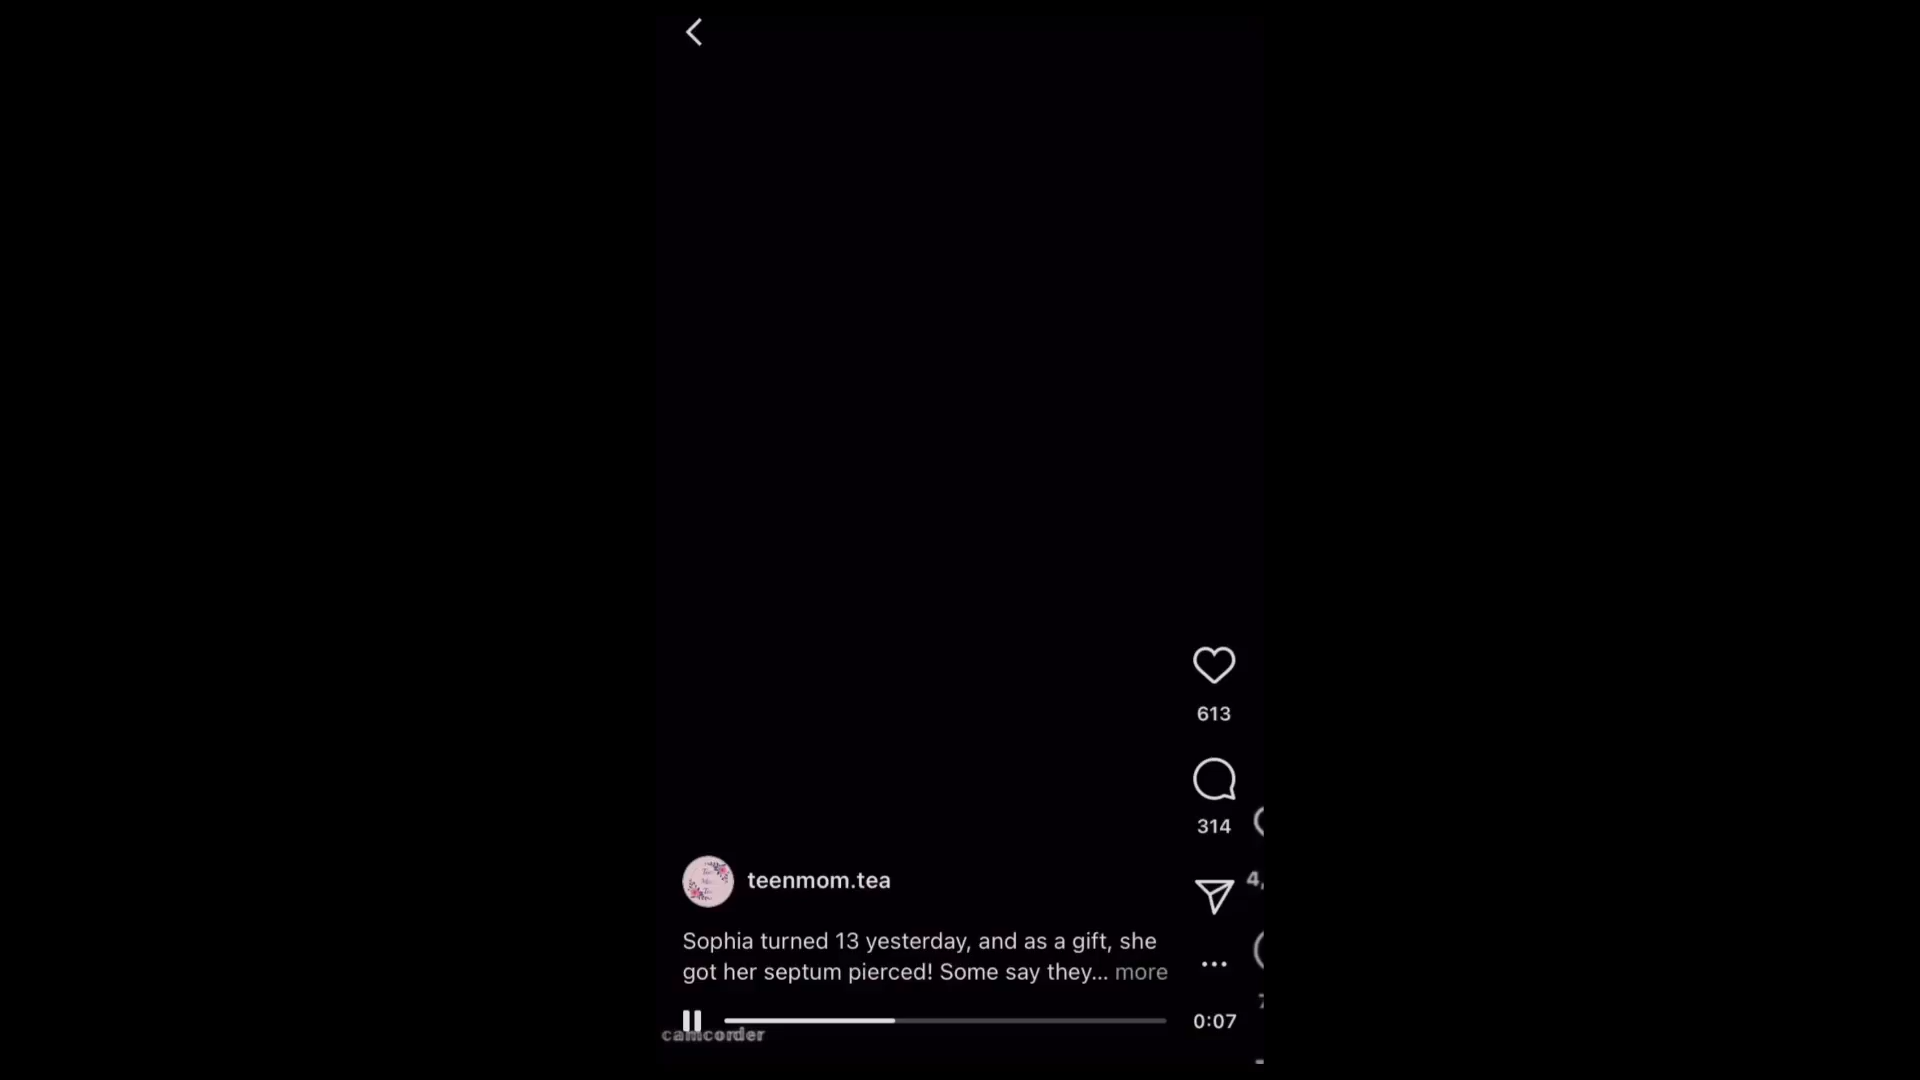 613
314
4,
teenmom.tea
Sophia turned 13 yesterday, and as a gift, she
got her septum pierced! Some say they... more
0:07
camcorder